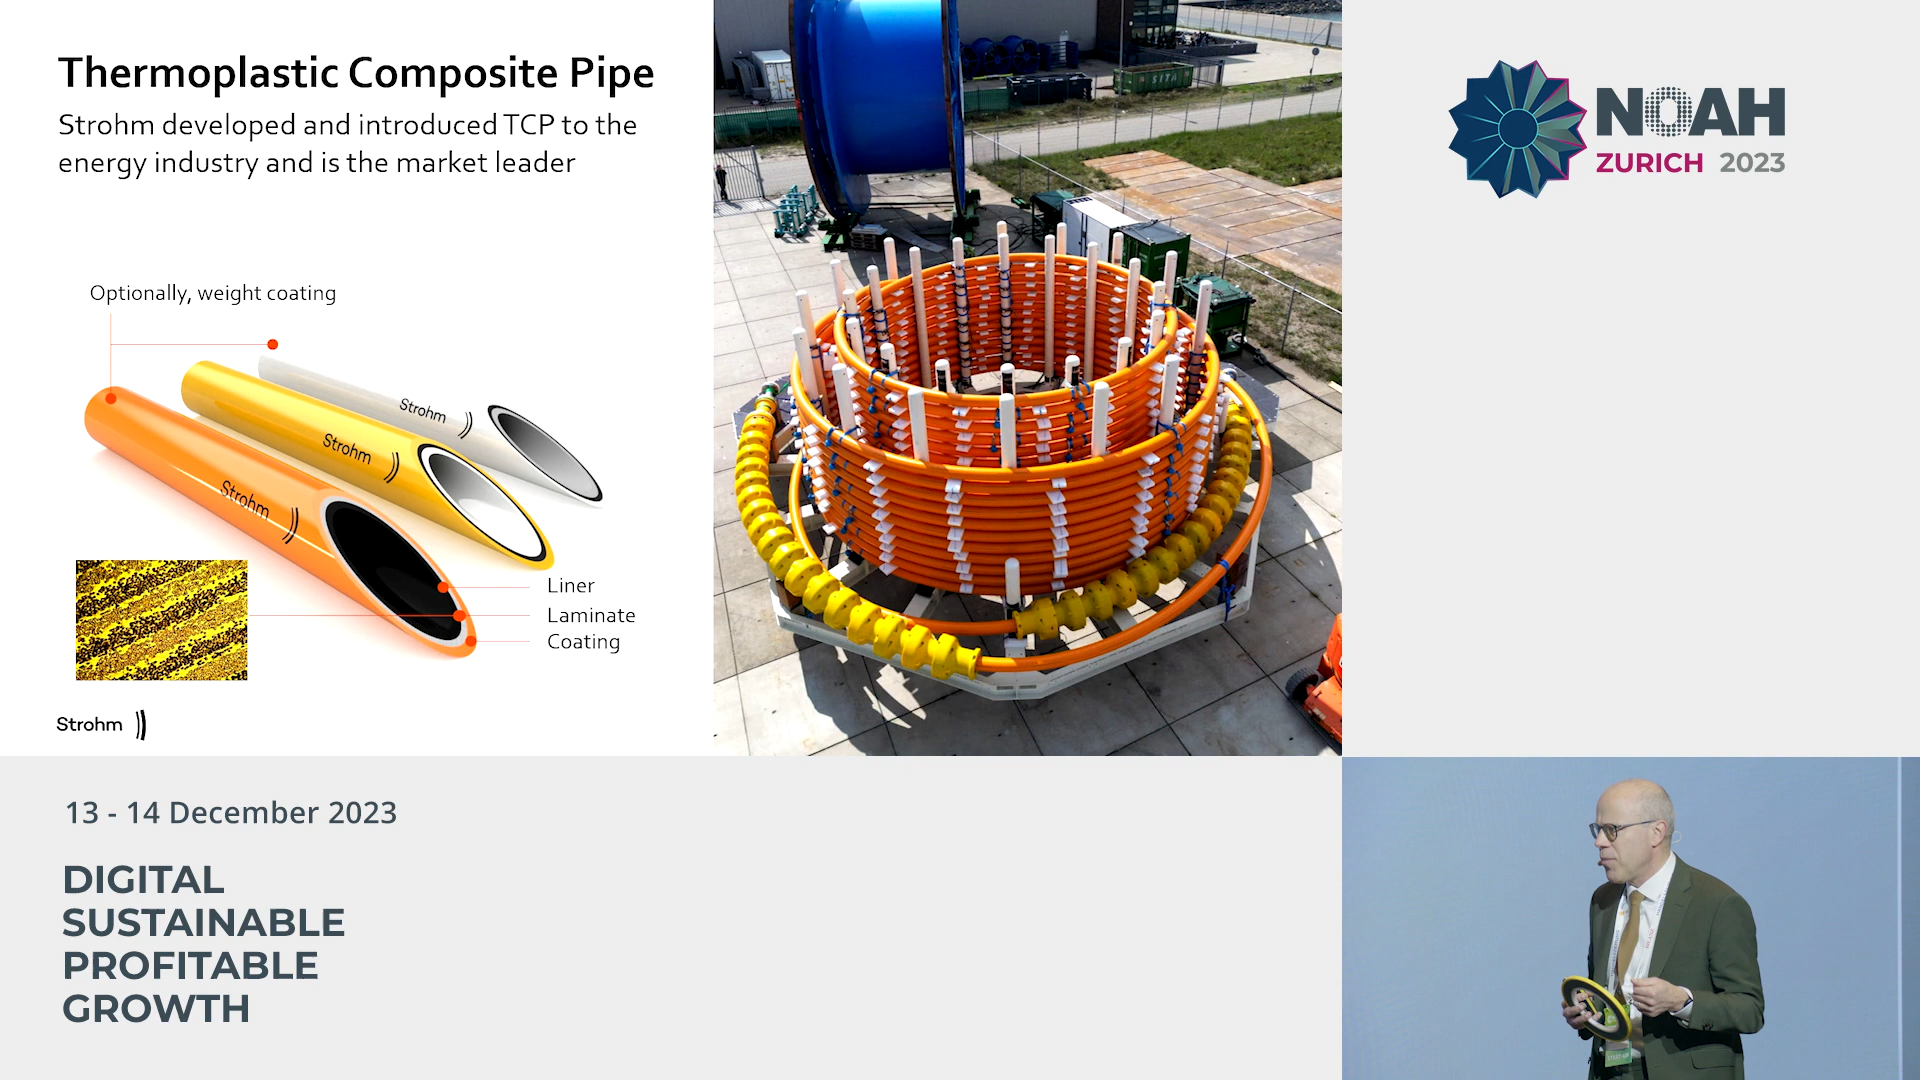 Thermoplastic Composite Pipe
Strohm developed and introduced TCP to the
energy industry and is the market leader
Optionally, weight coating
Strohm
Strohm
Strohm
Liner
Laminate
Coating
Strohm
SITA
NOAH
ZURICH 2023
13 - 14 December 2023
DIGITAL
SUSTAINABLE
PROFITABLE
GROWTH